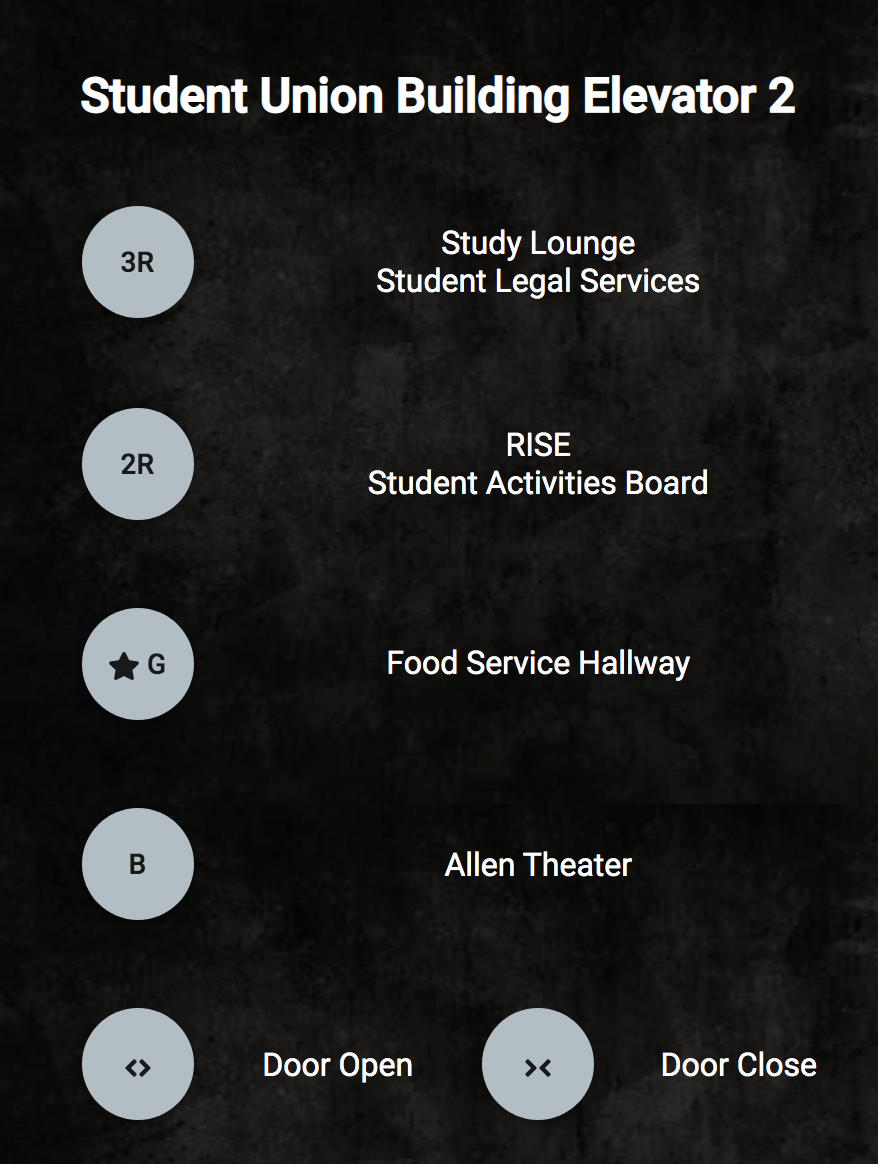 Student Union Building Elevator 2
3R
Study Lounge
Student Legal Services
2R
RISE
Student Activities Board
★ G
Food Service Hallway
B
Allen Theater
<> Door Open
>< Door Close